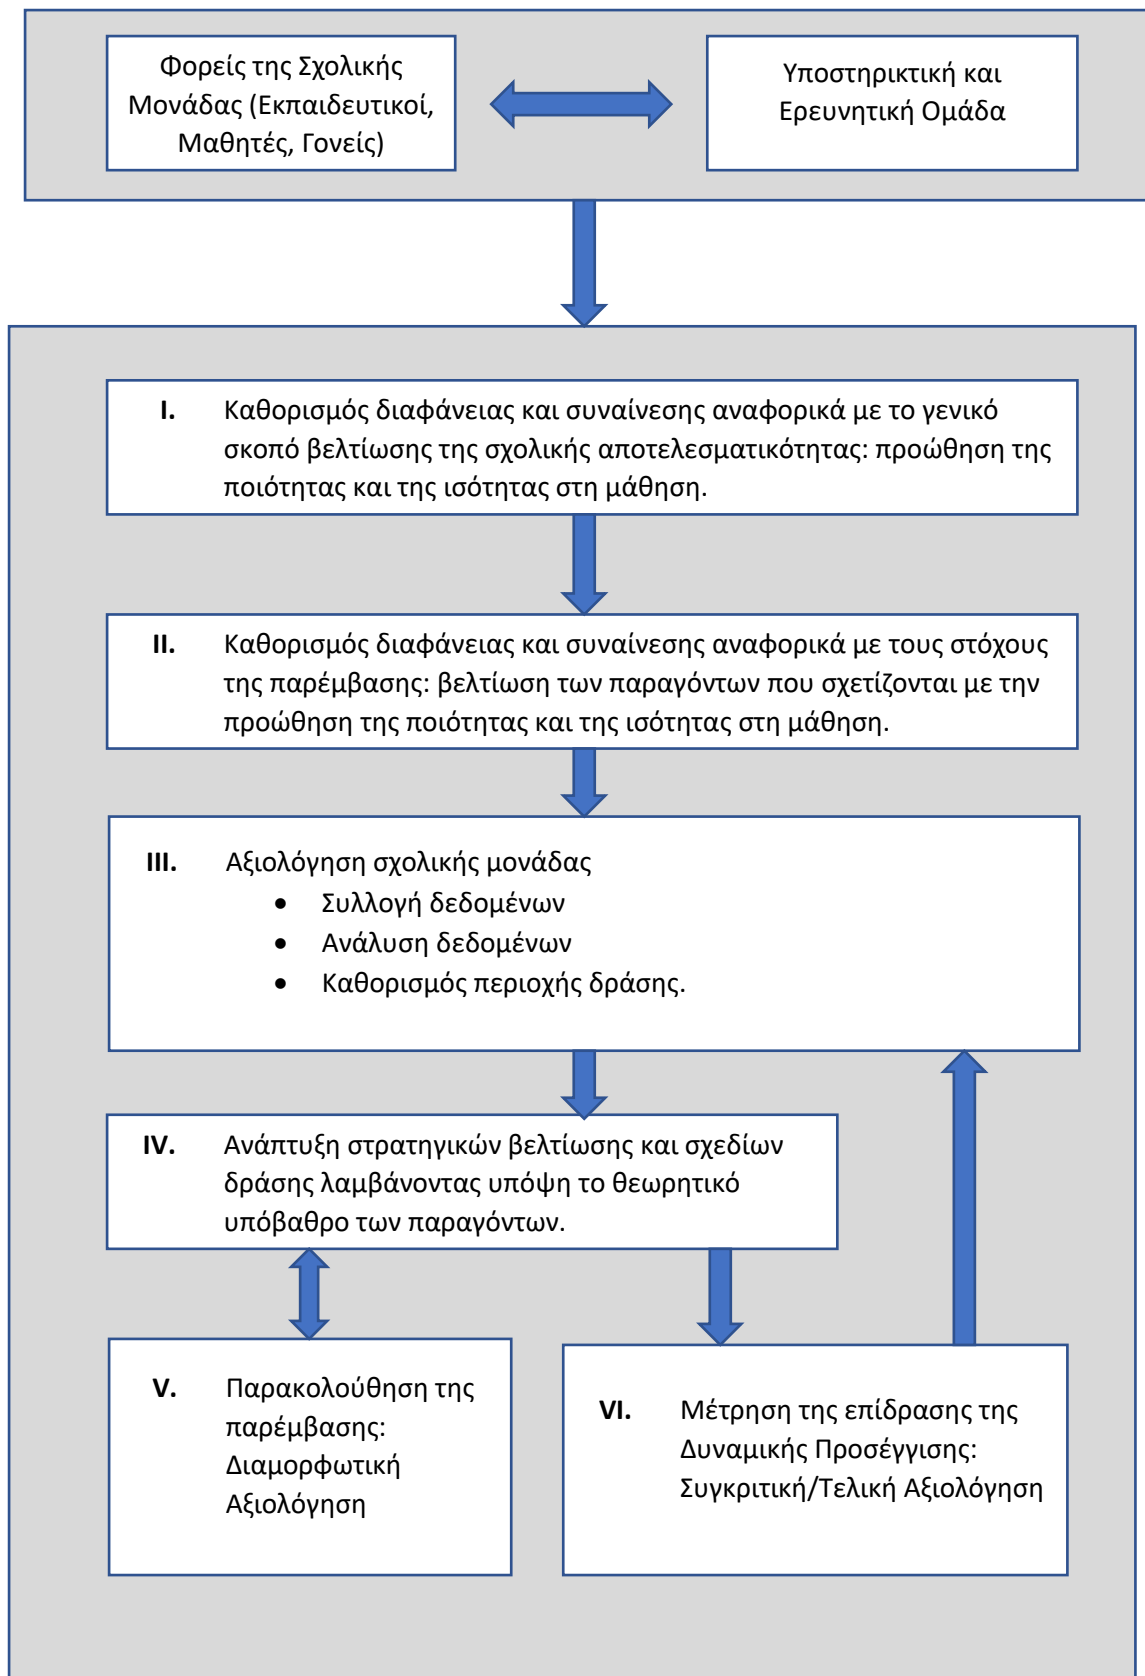 Φορείς της Σχολικής
Μονάδας (Εκπαιδευτικοί,
Μαθητές, Γονείς)
Υποστηρικτική και
Ερευνητική Ομάδα
I. Καθορισμός διαφάνειας και συναίνεσης αναφορικά με το γενικό
σκοπό βελτίωσης της σχολικής αποτελεσματικότητας: προώθηση της
ποιότητας και της ισότητας στη μάθηση.
II. Καθορισμός διαφάνειας και συναίνεσης αναφορικά με τους στόχους
της παρέμβασης: βελτίωση των παραγόντων που σχετίζονται με την
προώθηση της ποιότητας και της ισότητας στη μάθηση.
III. Αξιολόγηση σχολικής μονάδας
• Συλλογή δεδομένων
• Ανάλυση δεδομένων
• Καθορισμός περιοχής δράσης.
IV. Ανάπτυξη στρατηγικών βελτίωσης και σχεδίων
δράσης λαμβάνοντας υπόψη το θεωρητικό
υπόβαθρο των παραγόντων.
V. Παρακολούθηση της
παρέμβασης:
Διαμορφωτική
Αξιολόγηση
VI. Μέτρηση της επίδρασης της
Δυναμικής Προσέγγισης:
Συγκριτική/Τελική Αξιολόγηση